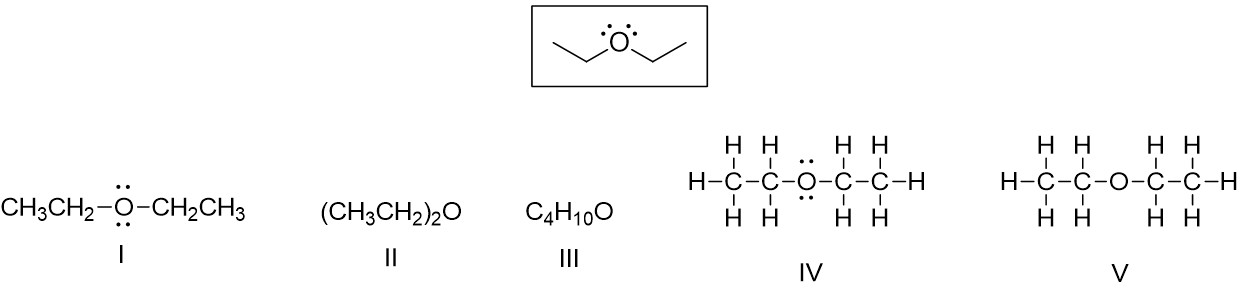 O
CH₃CH₂–O–CH₂CH₃
I
(CH₃CH₂)₂O
II
C₄H₁₀O
III
H H H H
H–C–C–O–C–C–H
H H H H
IV
H H H H
H–C–C–O–C–C–H
H H H H
V